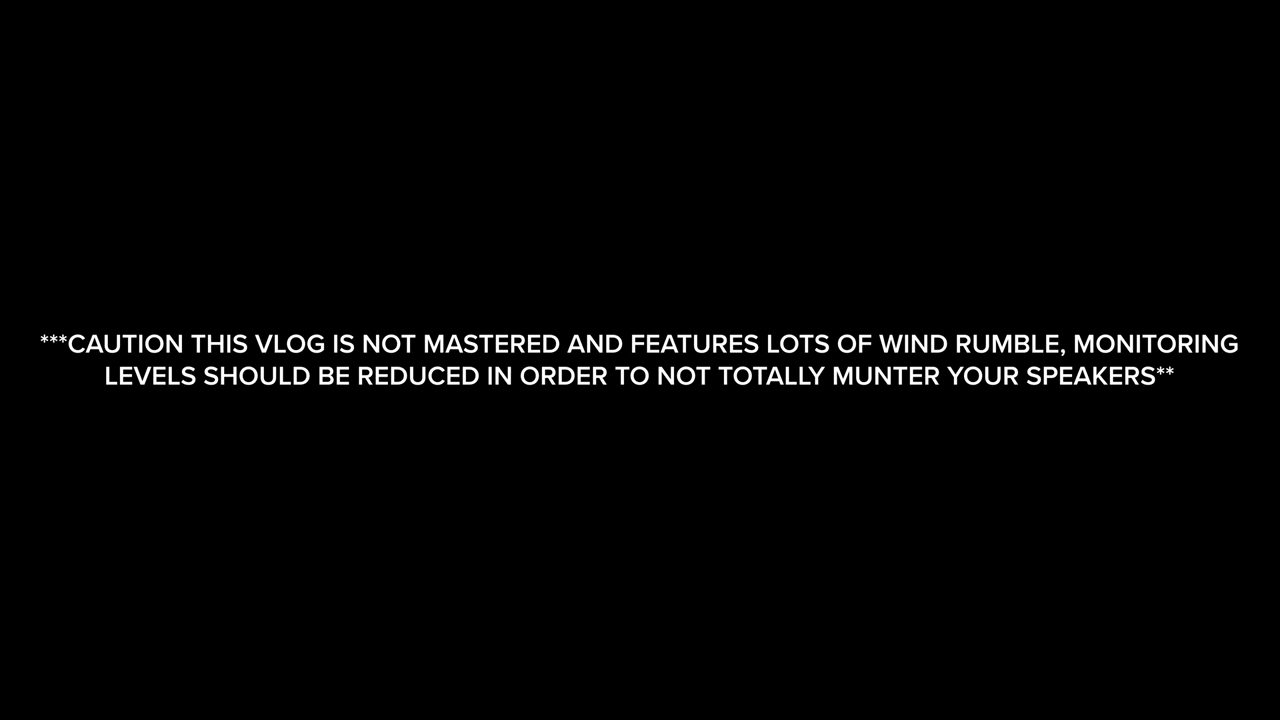 ***CAUTION THIS VLOG IS NOT MASTERED AND FEATURES LOTS OF WIND RUMBLE, MONITORING
LEVELS SHOULD BE REDUCED IN ORDER TO NOT TOTALLY MUNTER YOUR SPEAKERS**